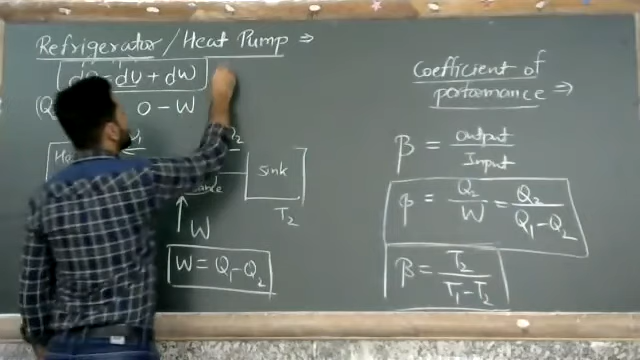 Refrigerator / Heat Pump ⇒
dQ = dU + dW
(Q
0 - W
sink
T₂
W
W = Q₁ - Q₂
Coefficient of
performance ⇒
β = output / Input
β = Q₂ / W = Q₂ / Q₁ - Q₂
β = T₂ / T₁ - T₂